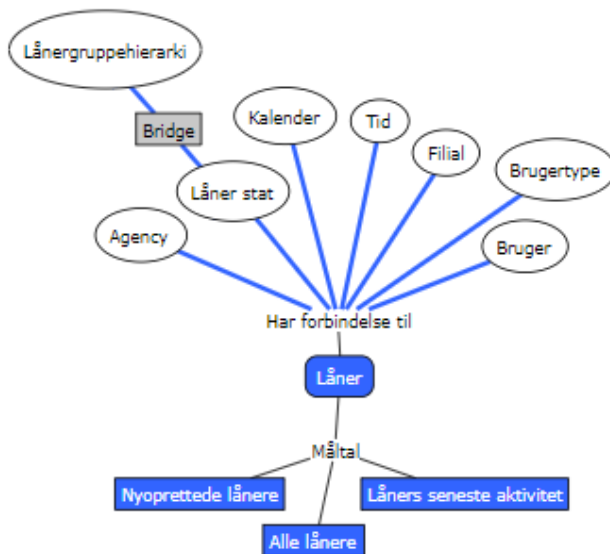 Lånergruppehierarki
Bridge
Kalender
Tid
Filial
Brugertype
Låner stat
Agency
Bruger
Har forbindelse til
Låner
Måltal
Nyoprettede lånere
Låners seneste aktivitet
Alle lånere